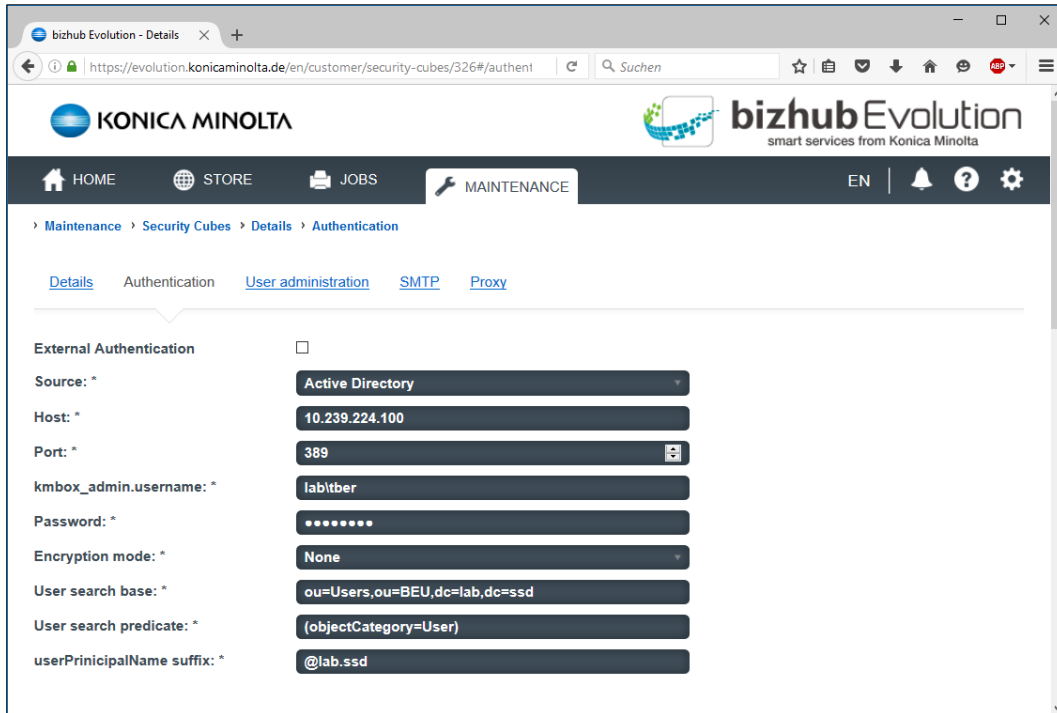 bizhub Evolution - Details
https://evolution.konicaminolta.de/en/customer/security-cubes/326#/authent
Suchen
ABP
KONICA MINOLTA
bizhub Evolution
smart services from Konica Minolta
HOME STORE JOBS MAINTENANCE EN
› Maintenance › Security Cubes › Details › Authentication
Details Authentication User administration SMTP Proxy
External Authentication
Source: * Active Directory
Host: * 10.239.224.100
Port: * 389
kmbox_admin.username: * lab\tber
Password: * ●●●●●●●●
Encryption mode: * None
User search base: * ou=Users,ou=BEU,dc=lab,dc=ssd
User search predicate: * (objectCategory=User)
userPrinicipalName suffix: * @lab.ssd